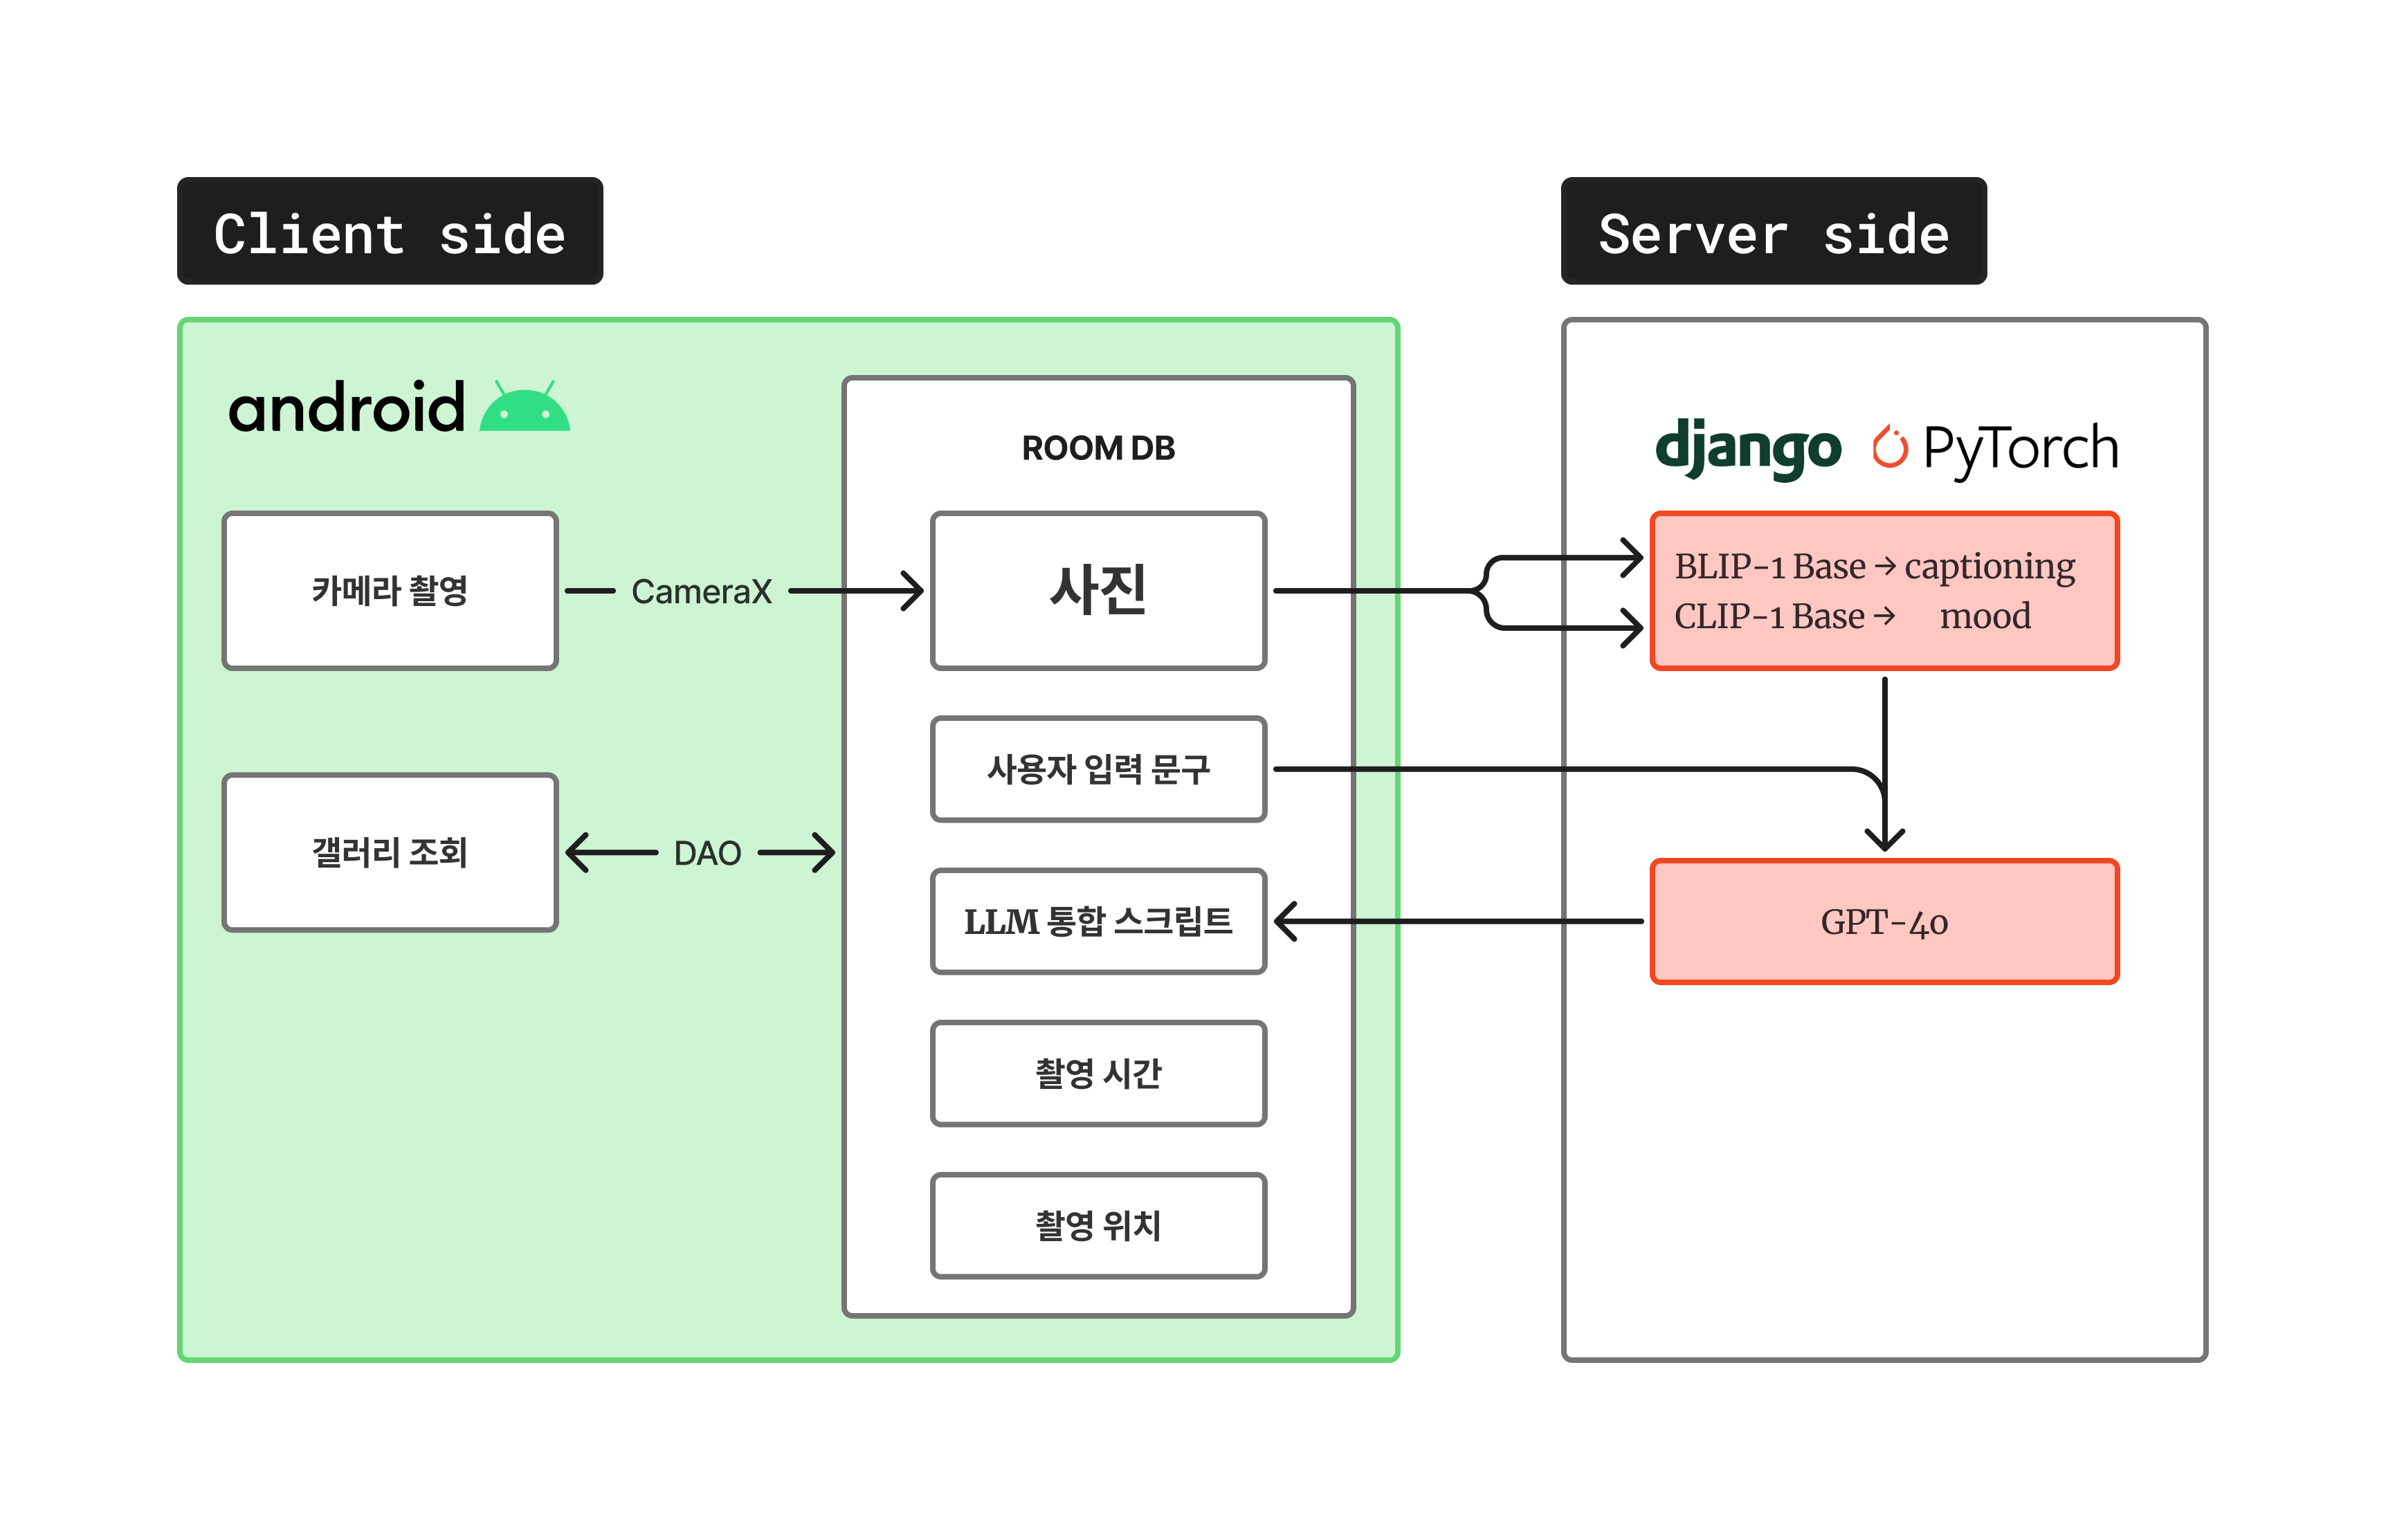 Client side
Server side
android
ROOM DB
django PyTorch
카메라 촬영
CameraX
사진
BLIP-1 Base → captioning
CLIP-1 Base → mood
사용자 입력 문구
갤러리 조회
DAO
LLM 통합 스크립트
GPT-4o
촬영 시간
촬영 위치